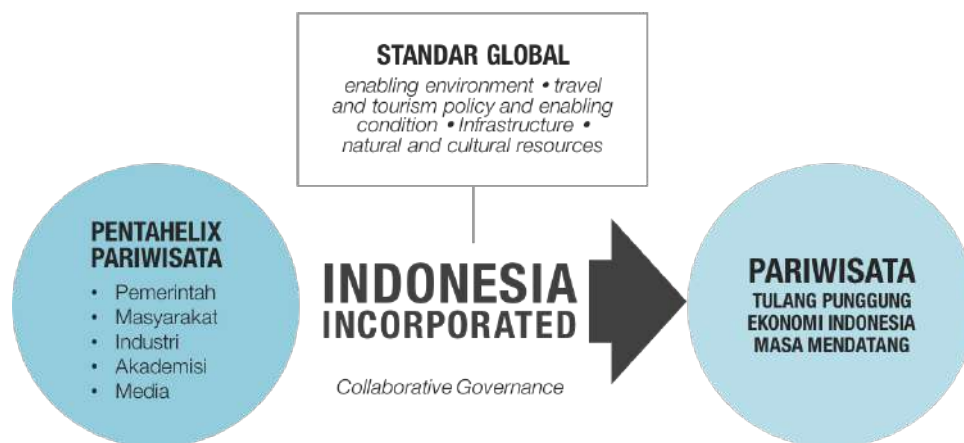 STANDAR GLOBAL
enabling environment • travel
and tourism policy and enabling
condition • Infrastructure •
natural and cultural resources
PENTAHELIX
PARIWISATA
• Pemerintah
• Masyarakat
• Industri
• Akademisi
• Media
INDONESIA
INCORPORATED
Collaborative Governance
PARIWISATA
TULANG PUNGGUNG
EKONOMI INDONESIA
MASA MENDATANG